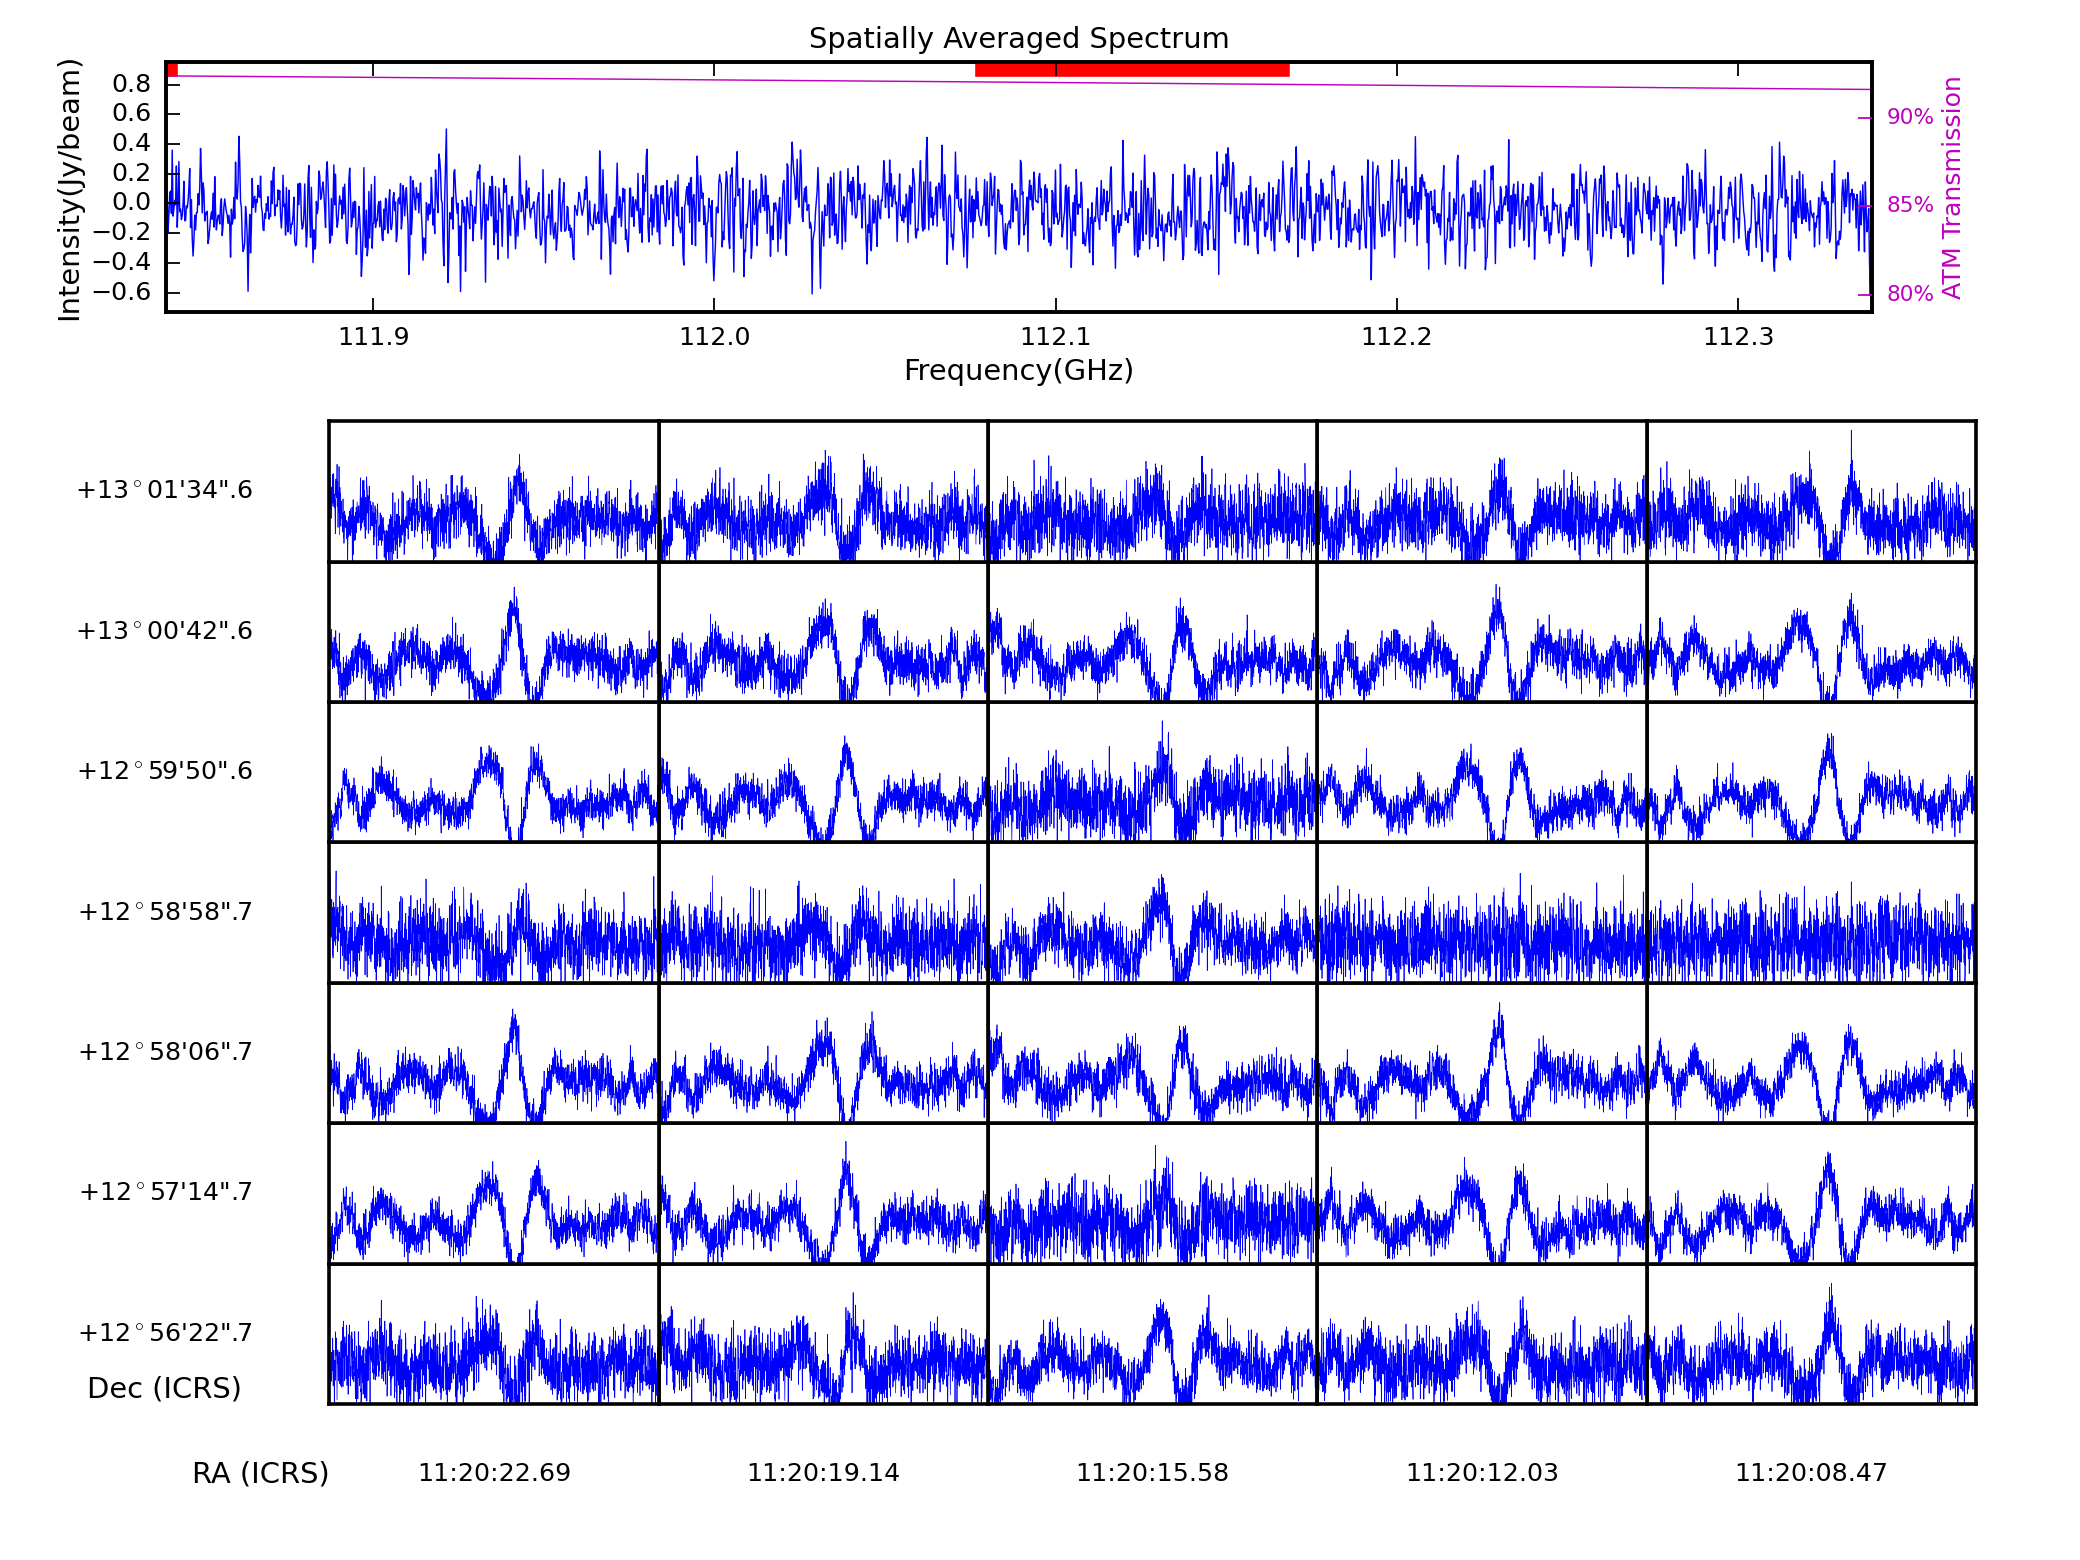 Spatially Averaged Spectrum
Intensity(Jy/beam)
0.8
0.6
0.4
0.2
0.0
−0.2
−0.4
−0.6
90%
85%
80%
ATM Transmission
111.9 112.0 112.1 112.2 112.3
Frequency(GHz)
+13°01'34".6
+13°00'42".6
+12°59'50".6
+12°58'58".7
+12°58'06".7
+12°57'14".7
+12°56'22".7
Dec (ICRS)
RA (ICRS) 11:20:22.69 11:20:19.14 11:20:15.58 11:20:12.03 11:20:08.47